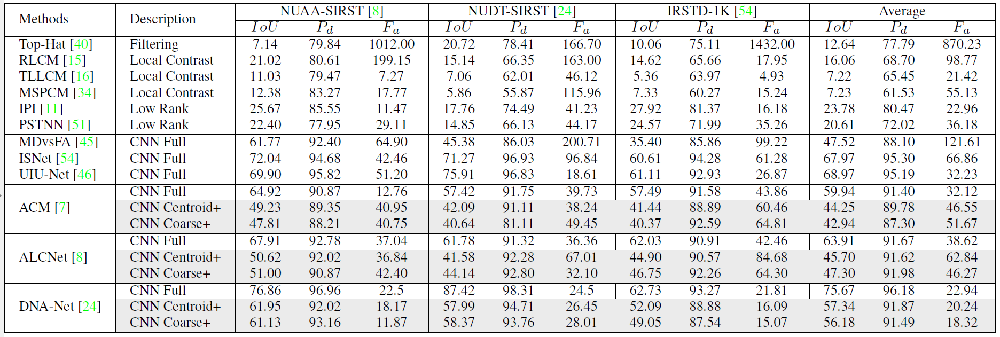 Methods Description NUAA-SIRST [8] NUDT-SIRST [24] IRSTD-1K [54] Average
IoU Pd Fa IoU Pd Fa IoU Pd Fa IoU Pd Fa
Top-Hat [40] Filtering 7.14 79.84 1012.00 20.72 78.41 166.70 10.06 75.11 1432.00 12.64 77.79 870.23
RLCM [15] Local Contrast 21.02 80.61 199.15 15.14 66.35 163.00 14.62 65.66 17.95 16.06 68.70 98.77
TLLCM [16] Local Contrast 11.03 79.47 7.27 7.06 62.01 46.12 5.36 63.97 4.93 7.22 65.45 21.42
MSPCM [34] Local Contrast 12.38 83.27 17.77 5.86 55.87 115.96 7.33 60.27 15.24 7.23 61.53 55.13
IPI [11] Low Rank 25.67 85.55 11.47 17.76 74.49 41.23 27.92 81.37 16.18 23.78 80.47 22.96
PSTNN [51] Low Rank 22.40 77.95 29.11 14.85 66.13 44.17 24.57 71.99 35.26 20.61 72.02 36.18
MDvsFA [45] CNN Full 61.77 92.40 64.90 45.38 86.03 200.71 35.40 85.86 99.22 47.52 88.10 121.61
ISNet [54] CNN Full 72.04 94.68 42.46 71.27 96.93 96.84 60.61 94.28 61.28 67.97 95.30 66.86
UIU-Net [46] CNN Full 69.90 95.82 51.20 75.91 96.83 18.61 61.11 92.93 26.87 68.97 95.19 32.23
CNN Full 64.92 90.87 12.76 57.42 91.75 39.73 57.49 91.58 43.86 59.94 91.40 32.12
ACM [7] CNN Centroid+ 49.23 89.35 40.95 42.09 91.11 38.24 41.44 88.89 60.46 44.25 89.78 46.55
CNN Coarse+ 47.81 88.21 40.75 40.64 81.11 49.45 40.37 92.59 64.81 42.94 87.30 51.67
CNN Full 67.91 92.78 37.04 61.78 91.32 36.36 62.03 90.91 42.46 63.91 91.67 38.62
ALCNet [8] CNN Centroid+ 50.62 92.02 36.84 41.58 92.28 67.01 44.90 90.57 84.68 45.70 91.62 62.84
CNN Coarse+ 51.00 90.87 42.40 44.14 92.80 32.10 46.75 92.26 64.30 47.30 91.98 46.27
CNN Full 76.86 96.96 22.5 87.42 98.31 24.5 62.73 93.27 21.81 75.67 96.18 22.94
DNA-Net [24] CNN Centroid+ 61.95 92.02 18.17 57.99 94.71 26.45 52.09 88.88 16.09 57.34 91.87 20.24
CNN Coarse+ 61.13 93.16 11.87 58.37 93.76 28.01 49.05 87.54 15.07 56.18 91.49 18.32